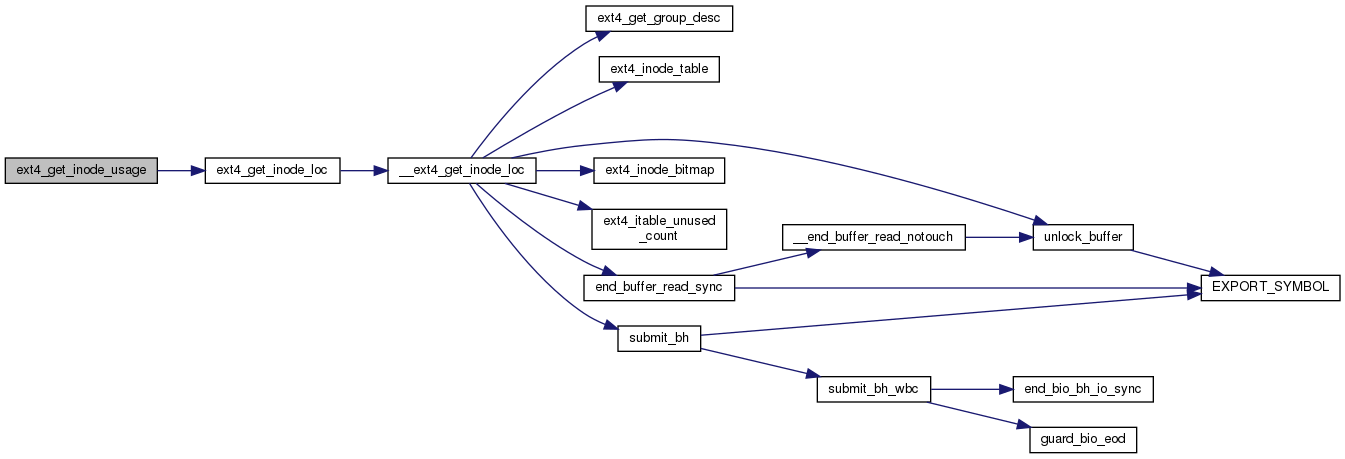 ext4_get_group_desc
ext4_inode_table
ext4_get_inode_usage
ext4_get_inode_loc
__ext4_get_inode_loc
ext4_inode_bitmap
ext4_itable_unused
_count
__end_buffer_read_notouch
unlock_buffer
end_buffer_read_sync
EXPORT_SYMBOL
submit_bh
submit_bh_wbc
end_bio_bh_io_sync
guard_bio_eod